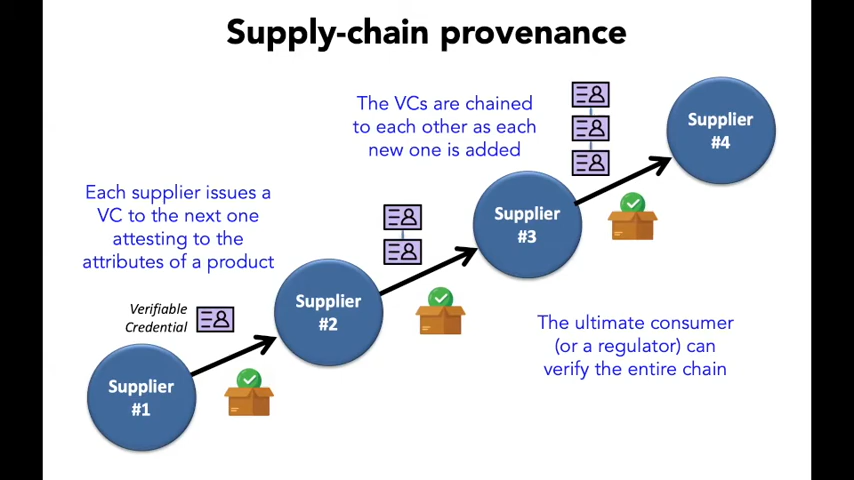 Supply-chain provenance
The VCs are chained
to each other as each
new one is added
Supplier
#4
Each supplier issues a
VC to the next one
attesting to the
attributes of a product
Supplier
#3
Verifiable
Credential
Supplier
#2
The ultimate consumer
(or a regulator) can
verify the entire chain
Supplier
#1